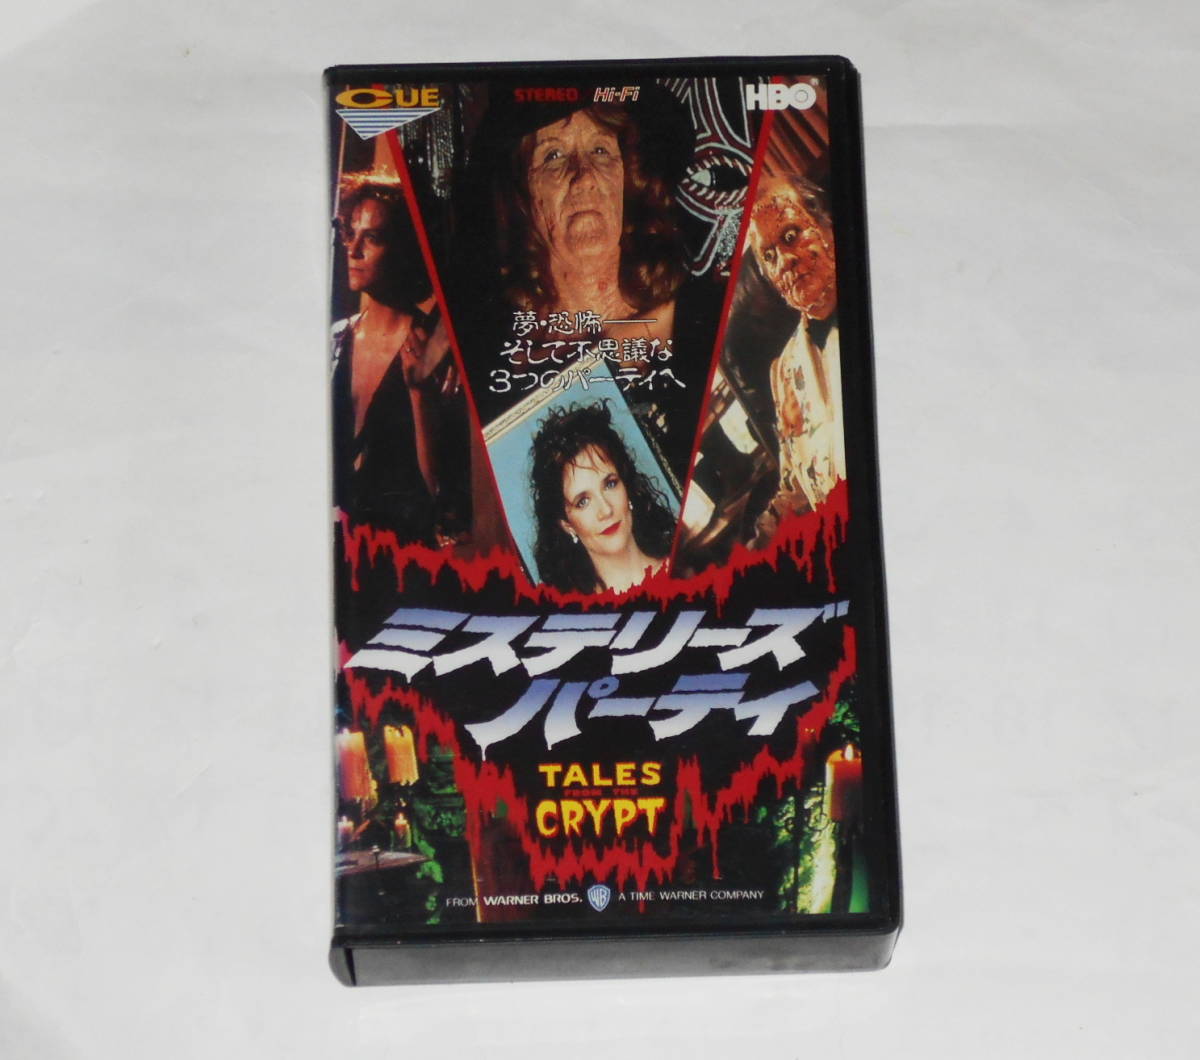 CUE
STEREO Hi-Fi
HBO
夢・恐怖──
そして不思議な
3つのパーティへ
ミステリーズ
パーティ
TALES
FROM THE
CRYPT
FROM WARNER BROS. WB A TIME WARNER COMPANY